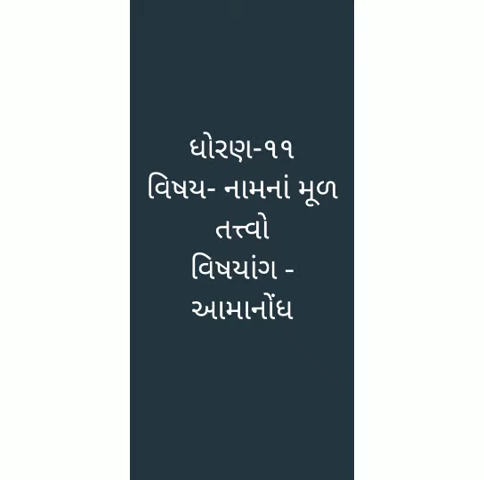 ધોરણ-૧૧
વિષય- નામનાં મૂળ
તત્ત્વો
વિષયાંગ -
આમાનોંધ